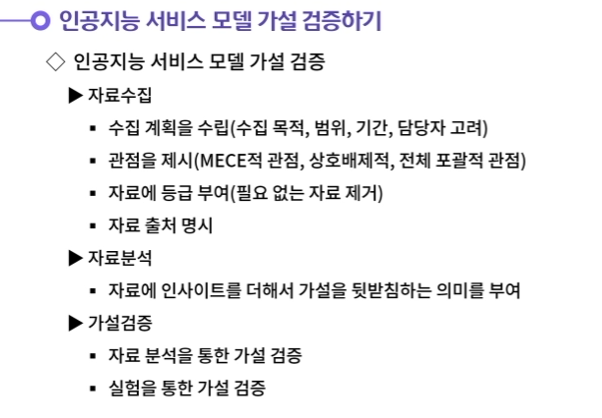 인공지능 서비스 모델 가설 검증하기
◇ 인공지능 서비스 모델 가설 검증
▶ 자료수집
▪ 수집 계획을 수립(수집 목적, 범위, 기간, 담당자 고려)
▪ 관점을 제시(MECE적 관점, 상호배제적, 전체 포괄적 관점)
▪ 자료에 등급 부여(필요 없는 자료 제거)
▪ 자료 출처 명시
▶ 자료분석
▪ 자료에 인사이트를 더해서 가설을 뒷받침하는 의미를 부여
▶ 가설검증
▪ 자료 분석을 통한 가설 검증
▪ 실험을 통한 가설 검증